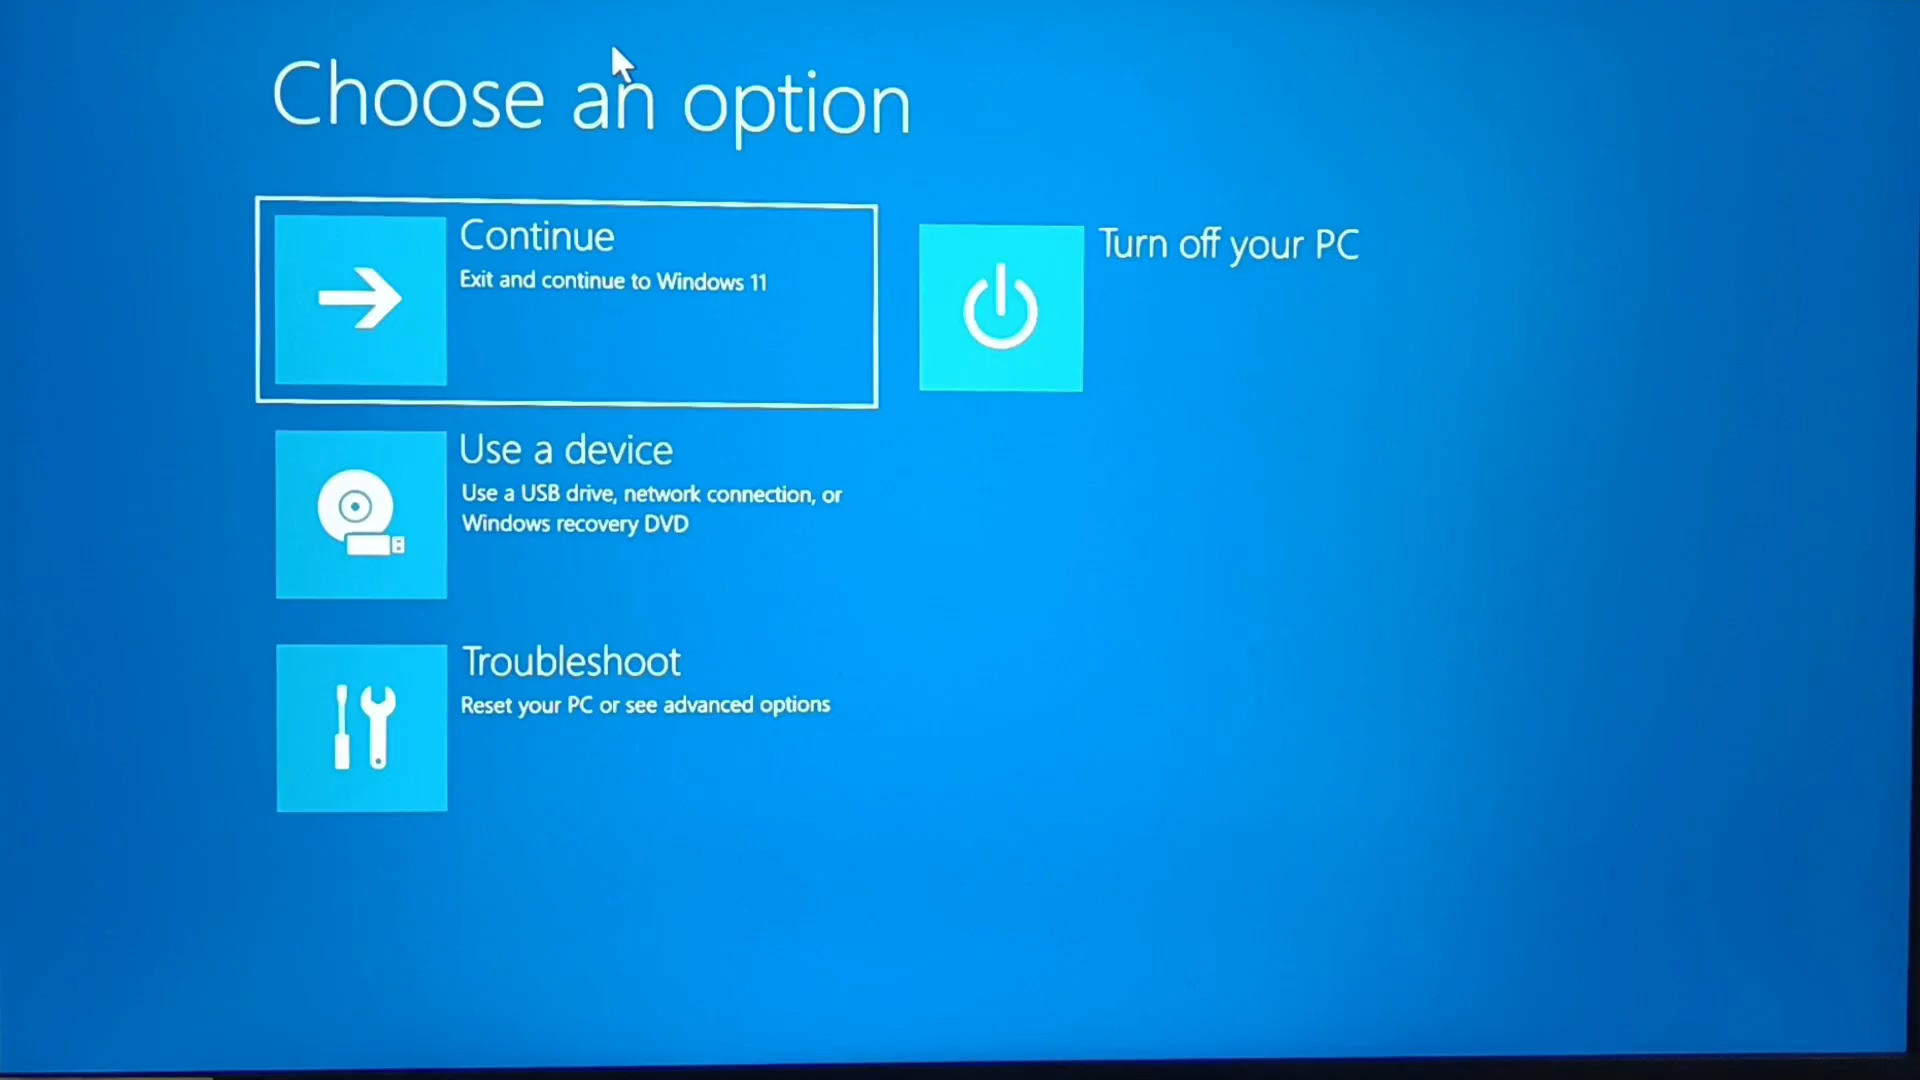 Choose an option
Continue
Exit and continue to Windows 11
Turn off your PC
Use a device
Use a USB drive, network connection, or
Windows recovery DVD
Troubleshoot
Reset your PC or see advanced options